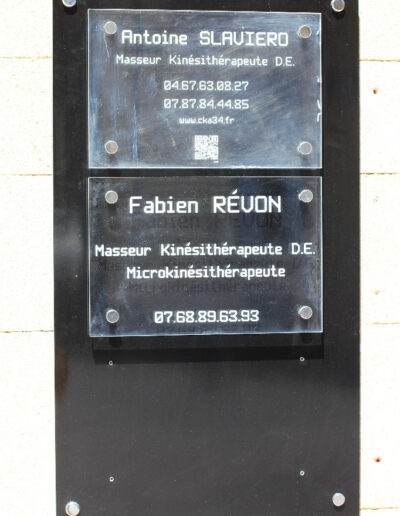 Antoine SLAVIERO
Masseur Kinésithérapeute D.E.
04.67.63.08.27
07.87.84.44.85
www.cka34.fr
Fabien RÉVON
Masseur Kinésithérapeute D.E.
Microkinésithérapeute
07.68.89.63.93